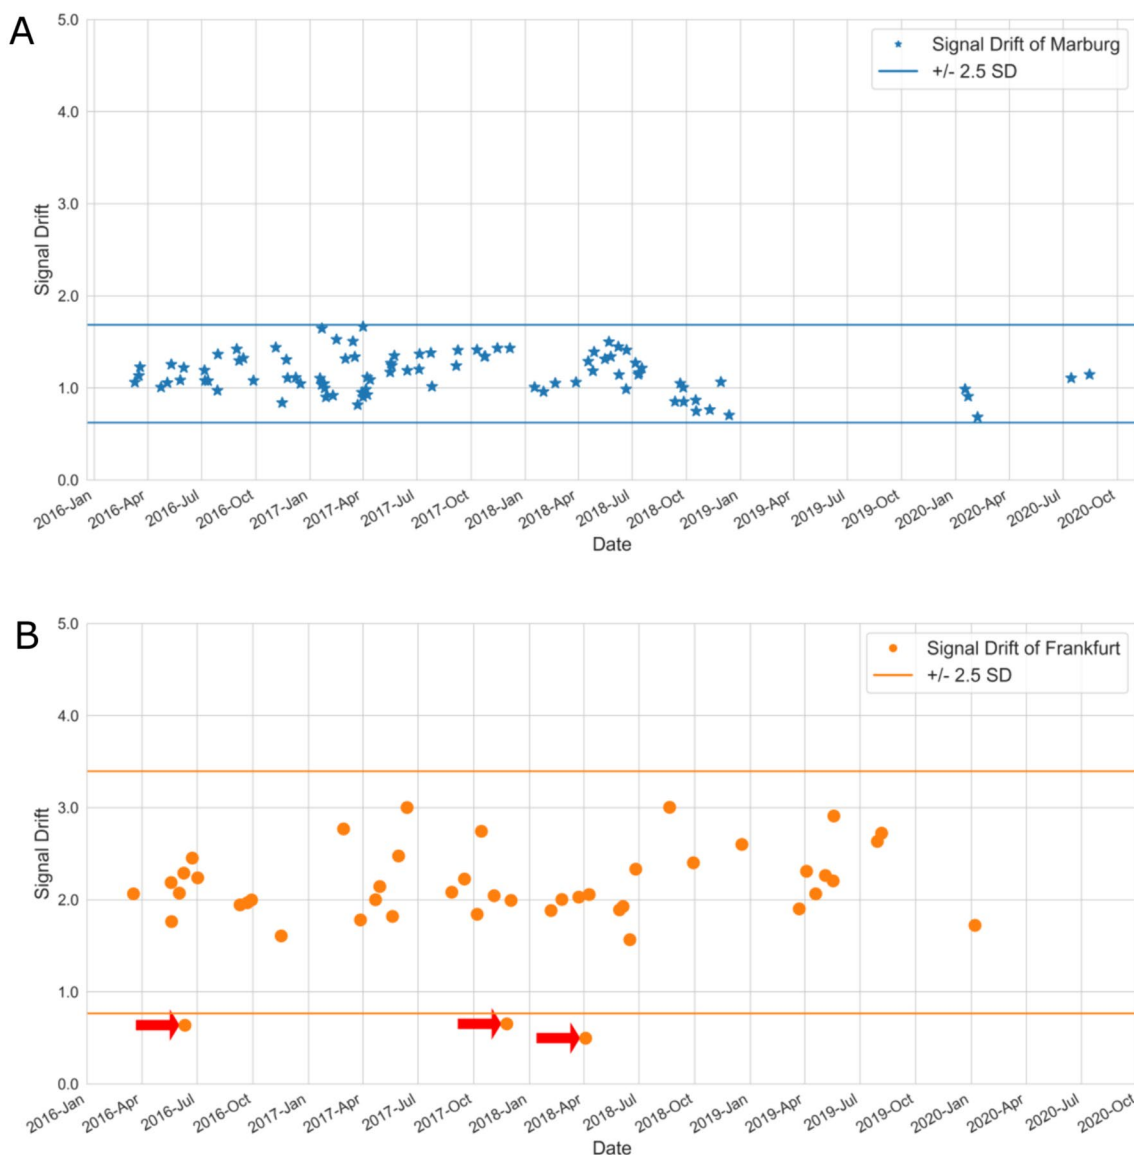 A
5.0
4.0
3.0
2.0
1.0
0.0
Signal Drift
Signal Drift of Marburg
+/- 2.5 SD
2016-Jan
2016-Apr
2016-Jul
2016-Oct
2017-Jan
2017-Apr
2017-Jul
2017-Oct
2018-Jan
2018-Apr
2018-Jul
2018-Oct
2019-Jan
2019-Apr
2019-Jul
2019-Oct
2020-Jan
2020-Apr
2020-Jul
2020-Oct
Date
B
5.0
4.0
3.0
2.0
1.0
0.0
Signal Drift
Signal Drift of Frankfurt
+/- 2.5 SD
2016-Jan
2016-Apr
2016-Jul
2016-Oct
2017-Jan
2017-Apr
2017-Jul
2017-Oct
2018-Jan
2018-Apr
2018-Jul
2018-Oct
2019-Jan
2019-Apr
2019-Jul
2019-Oct
2020-Jan
2020-Apr
2020-Jul
2020-Oct
Date